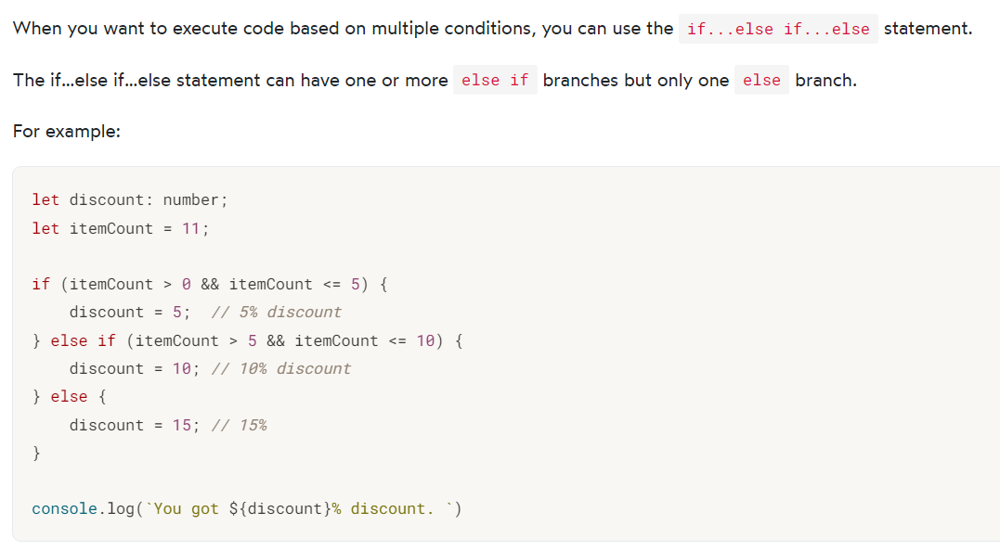 When you want to execute code based on multiple conditions, you can use the if...else if...else statement.
The if...else if...else statement can have one or more else if branches but only one else branch.
For example:
let discount: number;
let itemCount = 11;
if (itemCount > 0 && itemCount <= 5) {
    discount = 5;  // 5% discount
} else if (itemCount > 5 && itemCount <= 10) {
    discount = 10; // 10% discount
} else {
    discount = 15; // 15%
}
console.log(`You got ${discount}% discount. `)